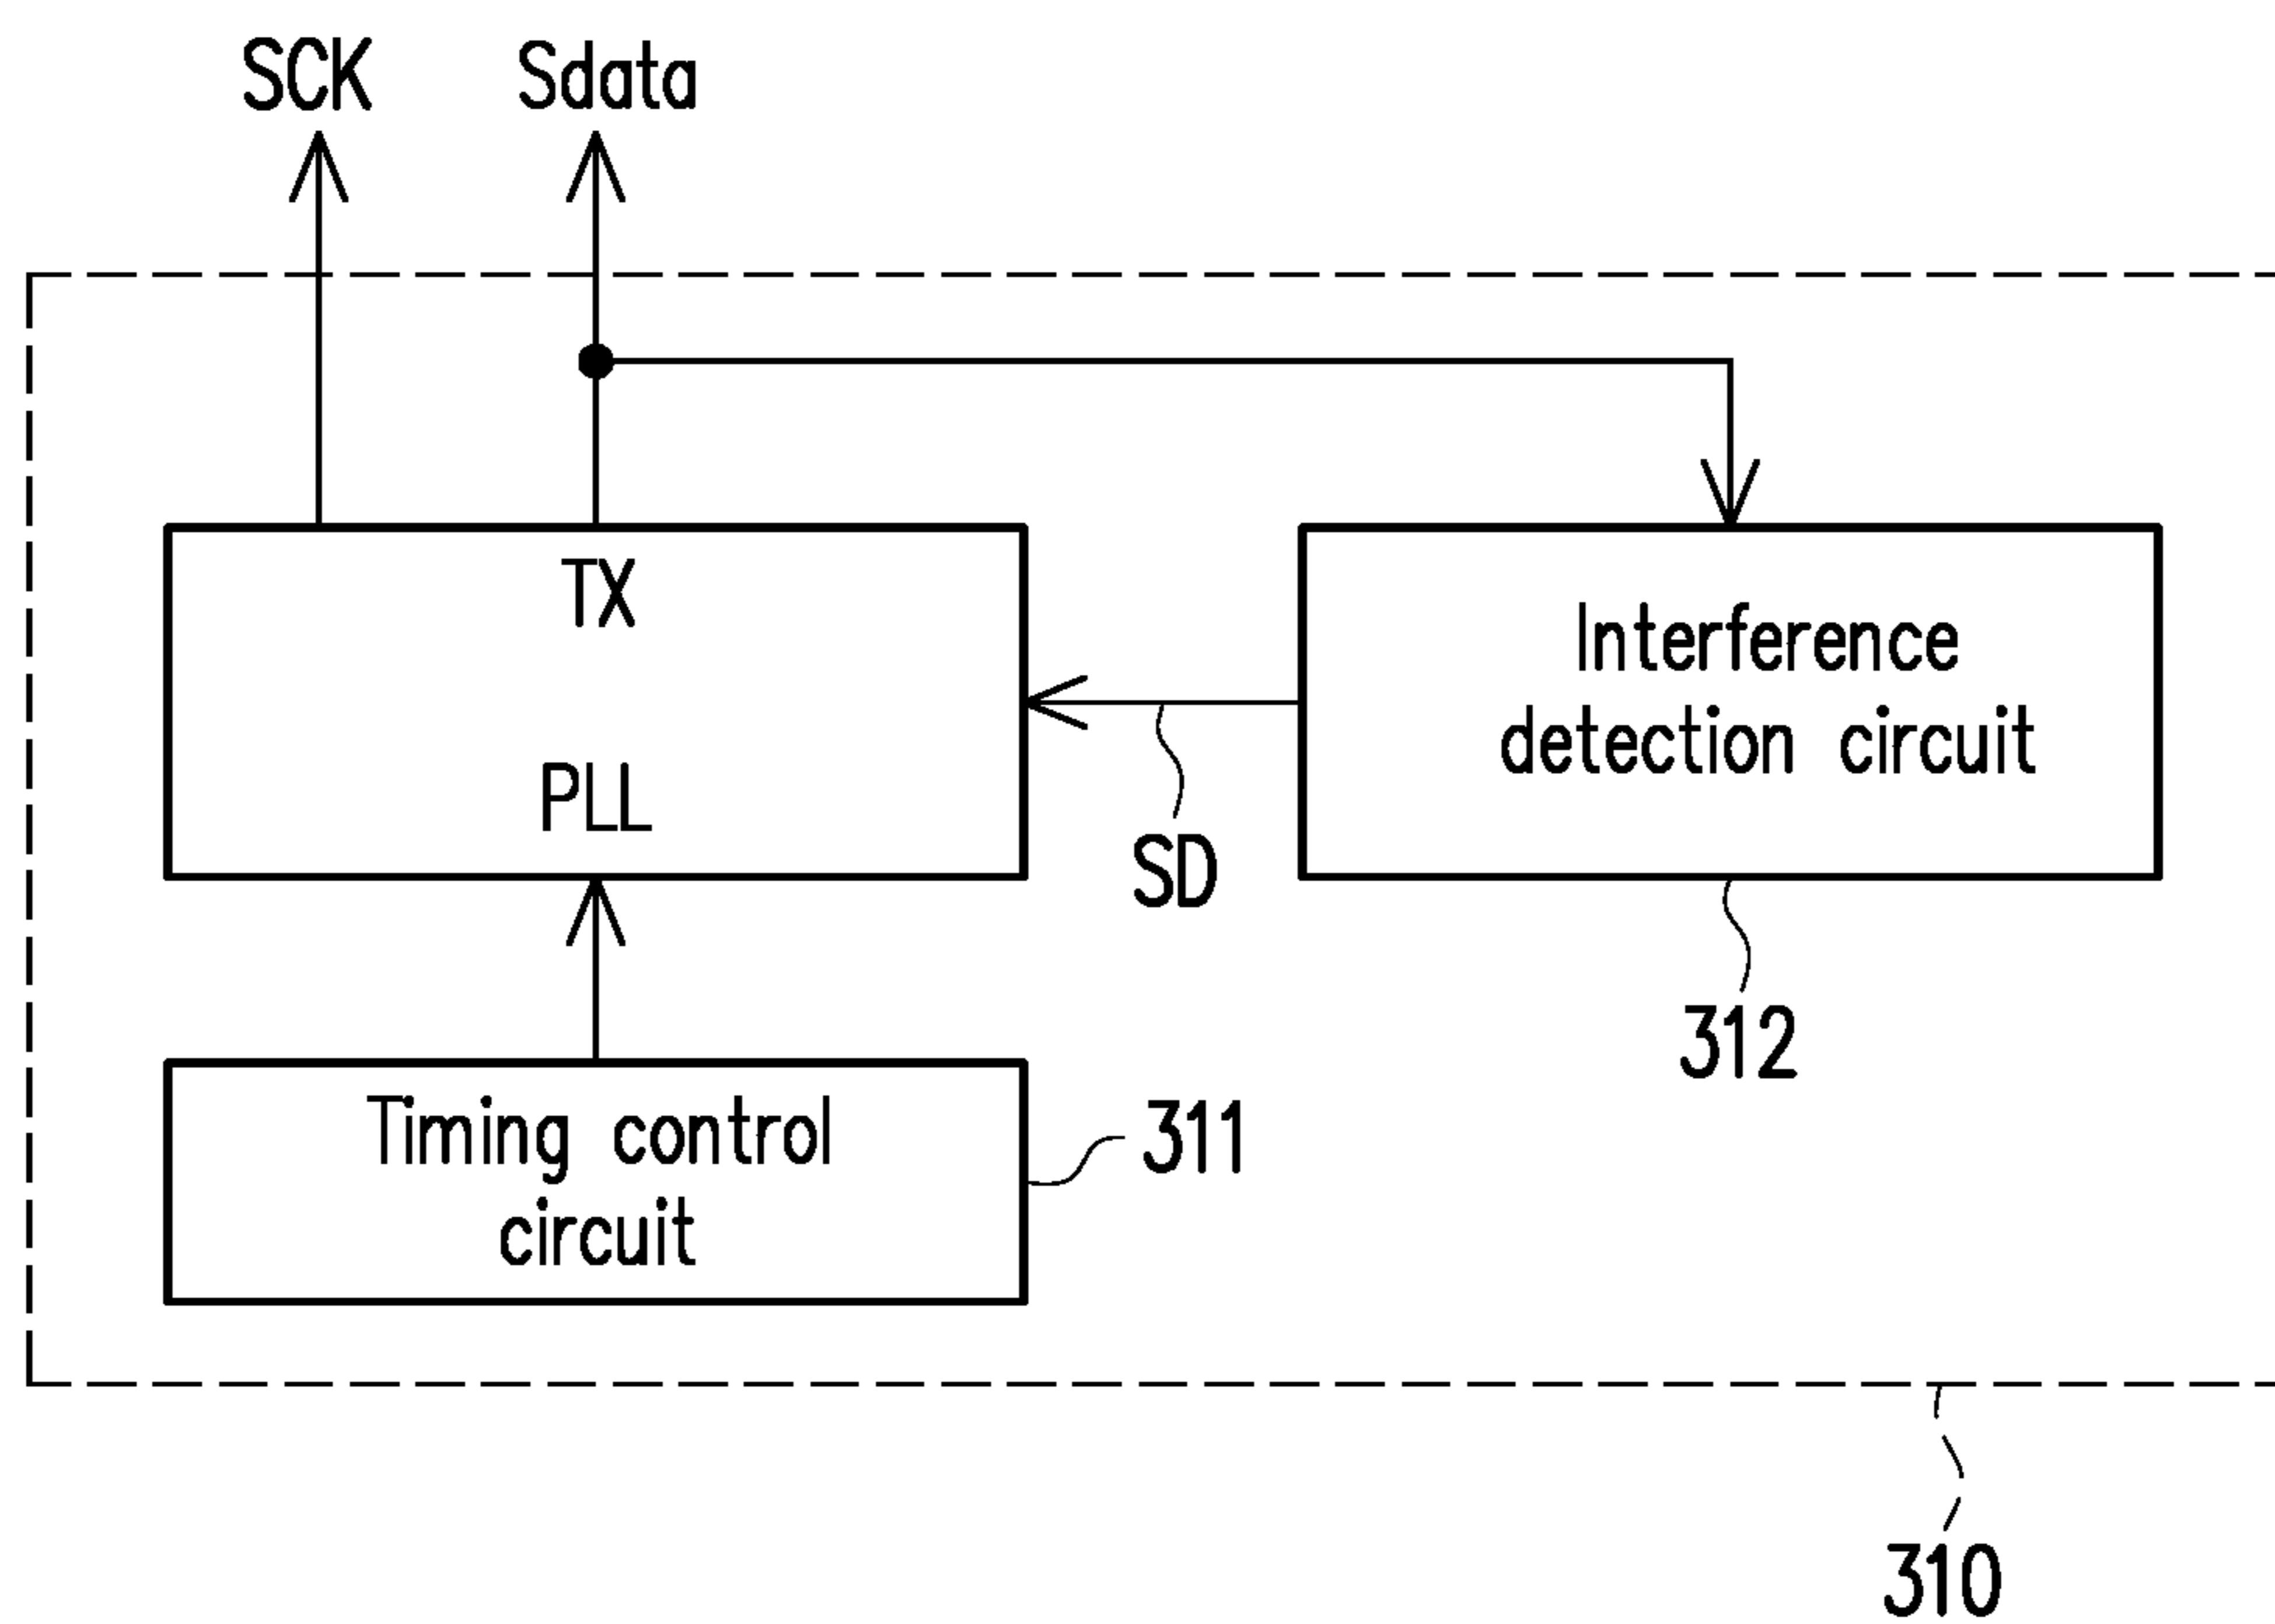 SCK
Sdata
TX
PLL
Interference
detection circuit
SD
312
Timing control
circuit
311
310